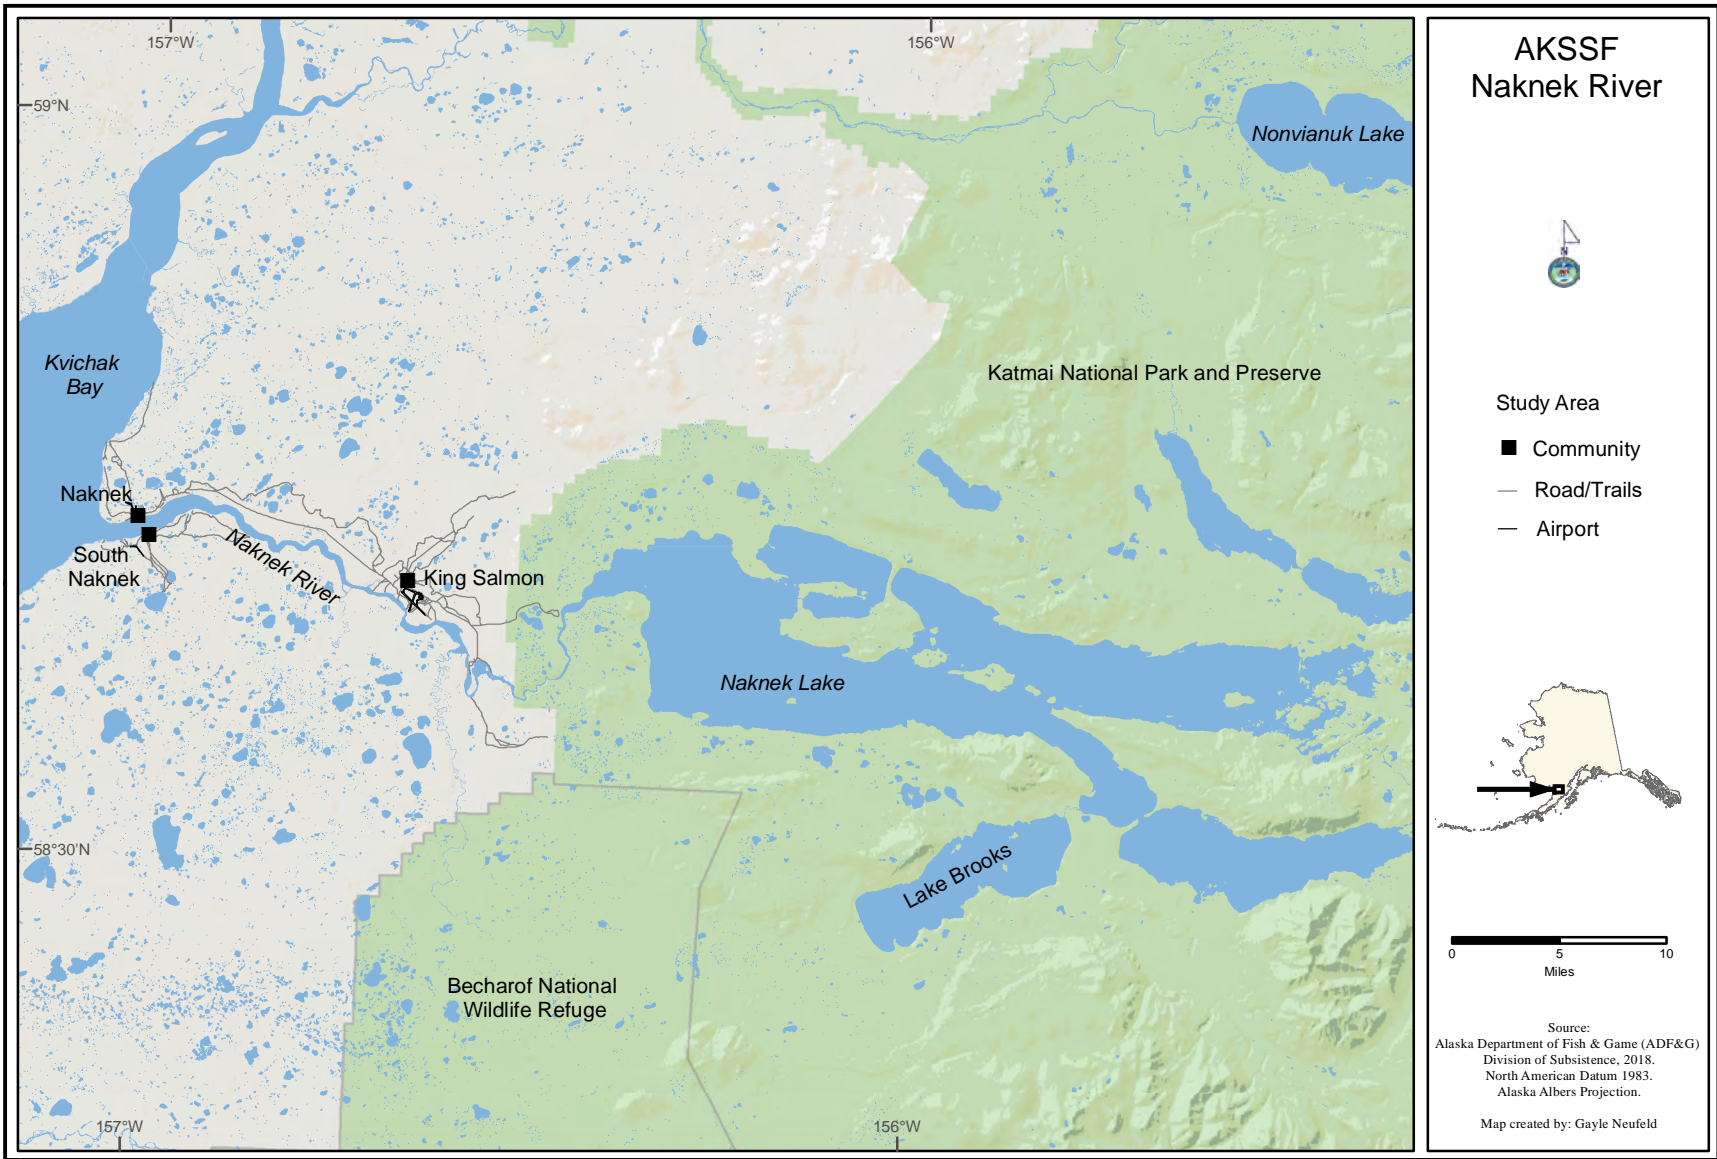 157°W
156°W
59°N
Nonvianuk Lake
Kvichak
Bay
Katmai National Park and Preserve
Naknek
South
Naknek
Naknek River
King Salmon
Naknek Lake
58°30'N
Lake Brooks
Becharof National
Wildlife Refuge
157°W
156°W
AKSSF
Naknek River
N
Study Area
Community
Road/Trails
Airport
0 5 10
Miles
Source:
Alaska Department of Fish & Game (ADF&G)
Division of Subsistence, 2018.
North American Datum 1983.
Alaska Albers Projection.
Map created by: Gayle Neufeld